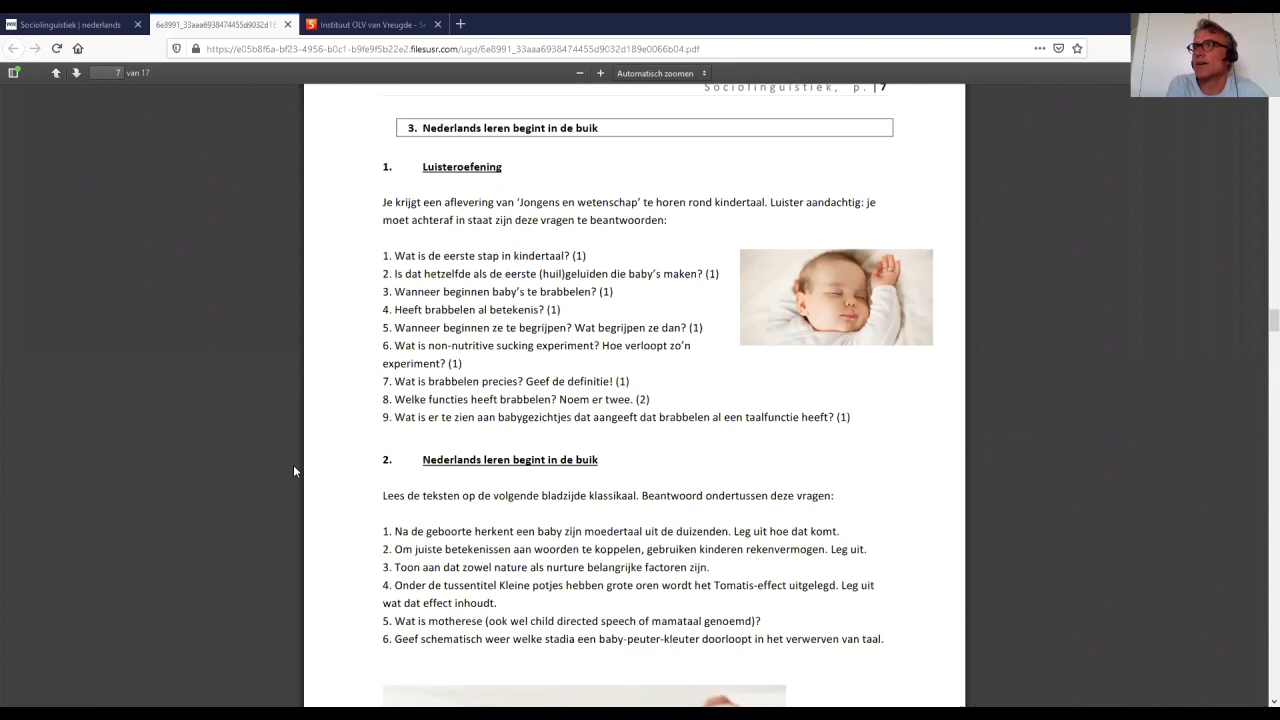 Sociolinguistiek | nederlands
6e8991_33aaa6938474455d9032d18
Instituut OLV van Vreugde - Sm
https://e05b8f6a-bf23-4956-b0c1-b9fe9f5b22e2.filesusr.com/ugd/6e8991_33aaa6938474455d9032d189e0066b04.pdf
7 van 17
Automatisch zoomen
Sociolinguistiek, p.|7
3. Nederlands leren begint in de buik
1. Luisteroefening
Je krijgt een aflevering van ‘Jongens en wetenschap’ te horen rond kindertaal. Luister aandachtig: je
moet achteraf in staat zijn deze vragen te beantwoorden:
1. Wat is de eerste stap in kindertaal? (1)
2. Is dat hetzelfde als de eerste (huil)geluiden die baby’s maken? (1)
3. Wanneer beginnen baby’s te brabbelen? (1)
4. Heeft brabbelen al betekenis? (1)
5. Wanneer beginnen ze te begrijpen? Wat begrijpen ze dan? (1)
6. Wat is non-nutritive sucking experiment? Hoe verloopt zo’n
experiment? (1)
7. Wat is brabbelen precies? Geef de definitie! (1)
8. Welke functies heeft brabbelen? Noem er twee. (2)
9. Wat is er te zien aan babygezichtjes dat aangeeft dat brabbelen al een taalfunctie heeft? (1)
2. Nederlands leren begint in de buik
Lees de teksten op de volgende bladzijde klassikaal. Beantwoord ondertussen deze vragen:
1. Na de geboorte herkent een baby zijn moedertaal uit de duizenden. Leg uit hoe dat komt.
2. Om juiste betekenissen aan woorden te koppelen, gebruiken kinderen rekenvermogen. Leg uit.
3. Toon aan dat zowel nature als nurture belangrijke factoren zijn.
4. Onder de tussentitel Kleine potjes hebben grote oren wordt het Tomatis-effect uitgelegd. Leg uit
wat dat effect inhoudt.
5. Wat is motherese (ook wel child directed speech of mamataal genoemd)?
6. Geef schematisch weer welke stadia een baby-peuter-kleuter doorloopt in het verwerven van taal.